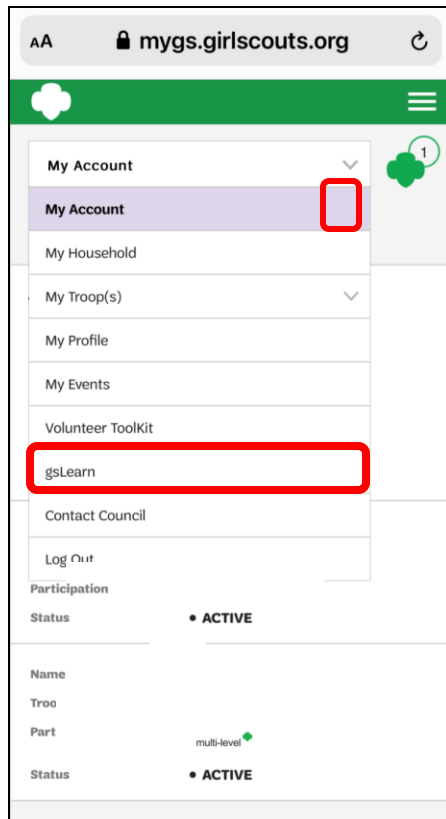 AA mygs.girlscouts.org
1
My Account
My Account
My Household
My Troop(s)
My Profile
My Events
Volunteer ToolKit
gsLearn
Contact Council
Log Out
Participation
Status • ACTIVE
Name
Part
multi-level
Status • ACTIVE